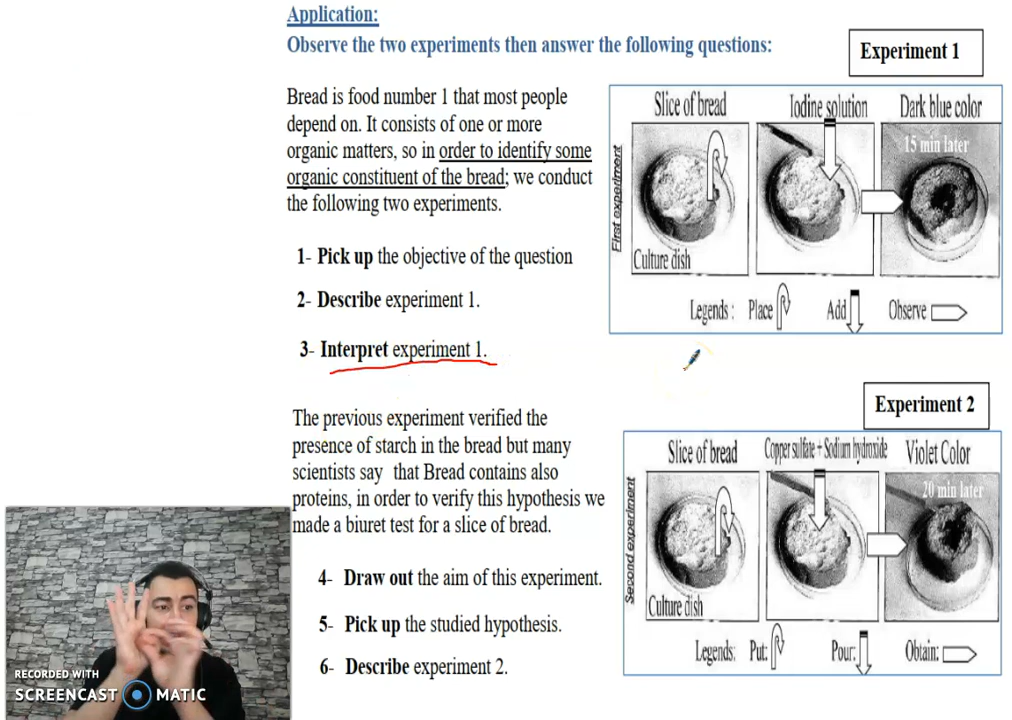 Application:
Observe the two experiments then answer the following questions:
Experiment 1
Bread is food number 1 that most people
depend on. It consists of one or more
organic matters, so in order to identify some
organic constituent of the bread; we conduct
the following two experiments.
1- Pick up the objective of the question
2- Describe experiment 1.
3- Interpret experiment 1.
First experiment
Slice of bread
Iodine solution
Dark blue color
15 min later
Culture dish
Legends : Place Add Observe
The previous experiment verified the
presence of starch in the bread but many
scientists say that Bread contains also
proteins, in order to verify this hypothesis we
made a biuret test for a slice of bread.
4- Draw out the aim of this experiment.
5- Pick up the studied hypothesis.
6- Describe experiment 2.
Experiment 2
Second experiment
Slice of bread
Copper sulfate + Sodium hydroxide
Violet Color
20 min later
Culture dish
Legends: Put: Pour: Obtain:
RECORDED WITH
SCREENCAST MATIC